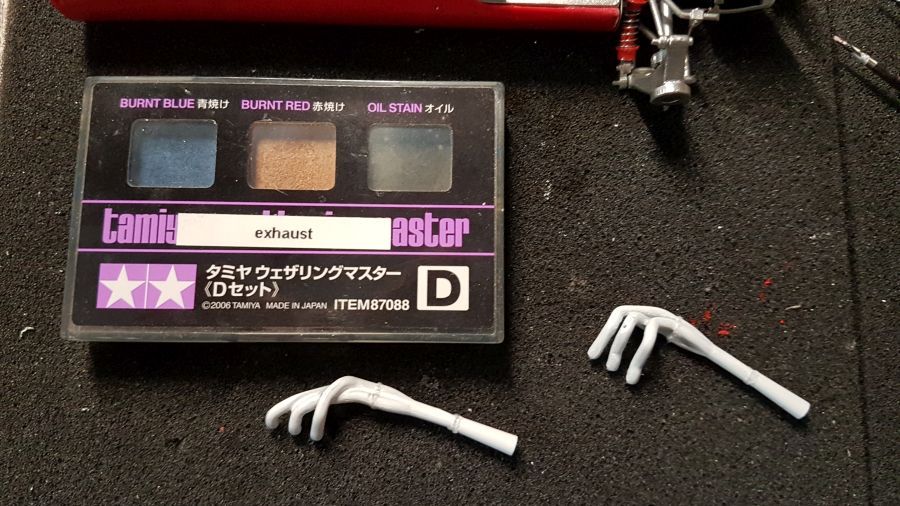 BURNT BLUE 青焼け BURNT RED 赤焼け OIL STAIN オイル
exhaust
タミヤ ウェザリングマスター
《Dセット》
©2006 TAMIYA MADE IN JAPAN ITEM87088
D